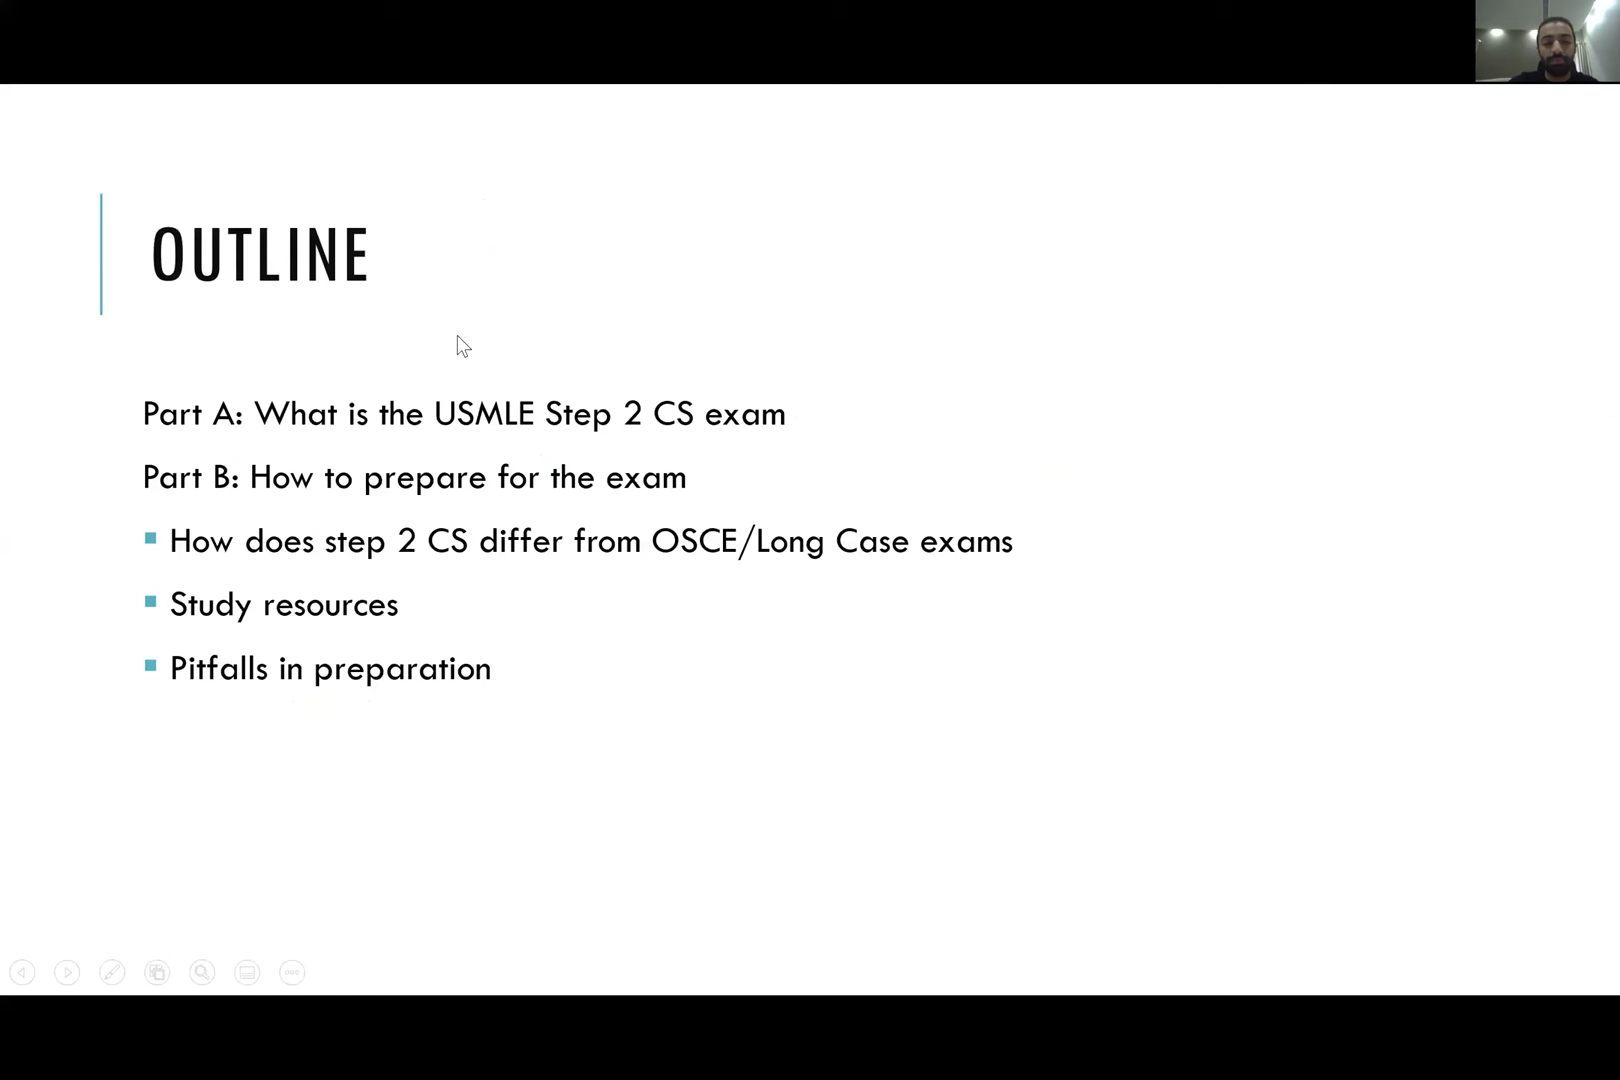 OUTLINE
Part A: What is the USMLE Step 2 CS exam
Part B: How to prepare for the exam
How does step 2 CS differ from OSCE/Long Case exams
Study resources
Pitfalls in preparation